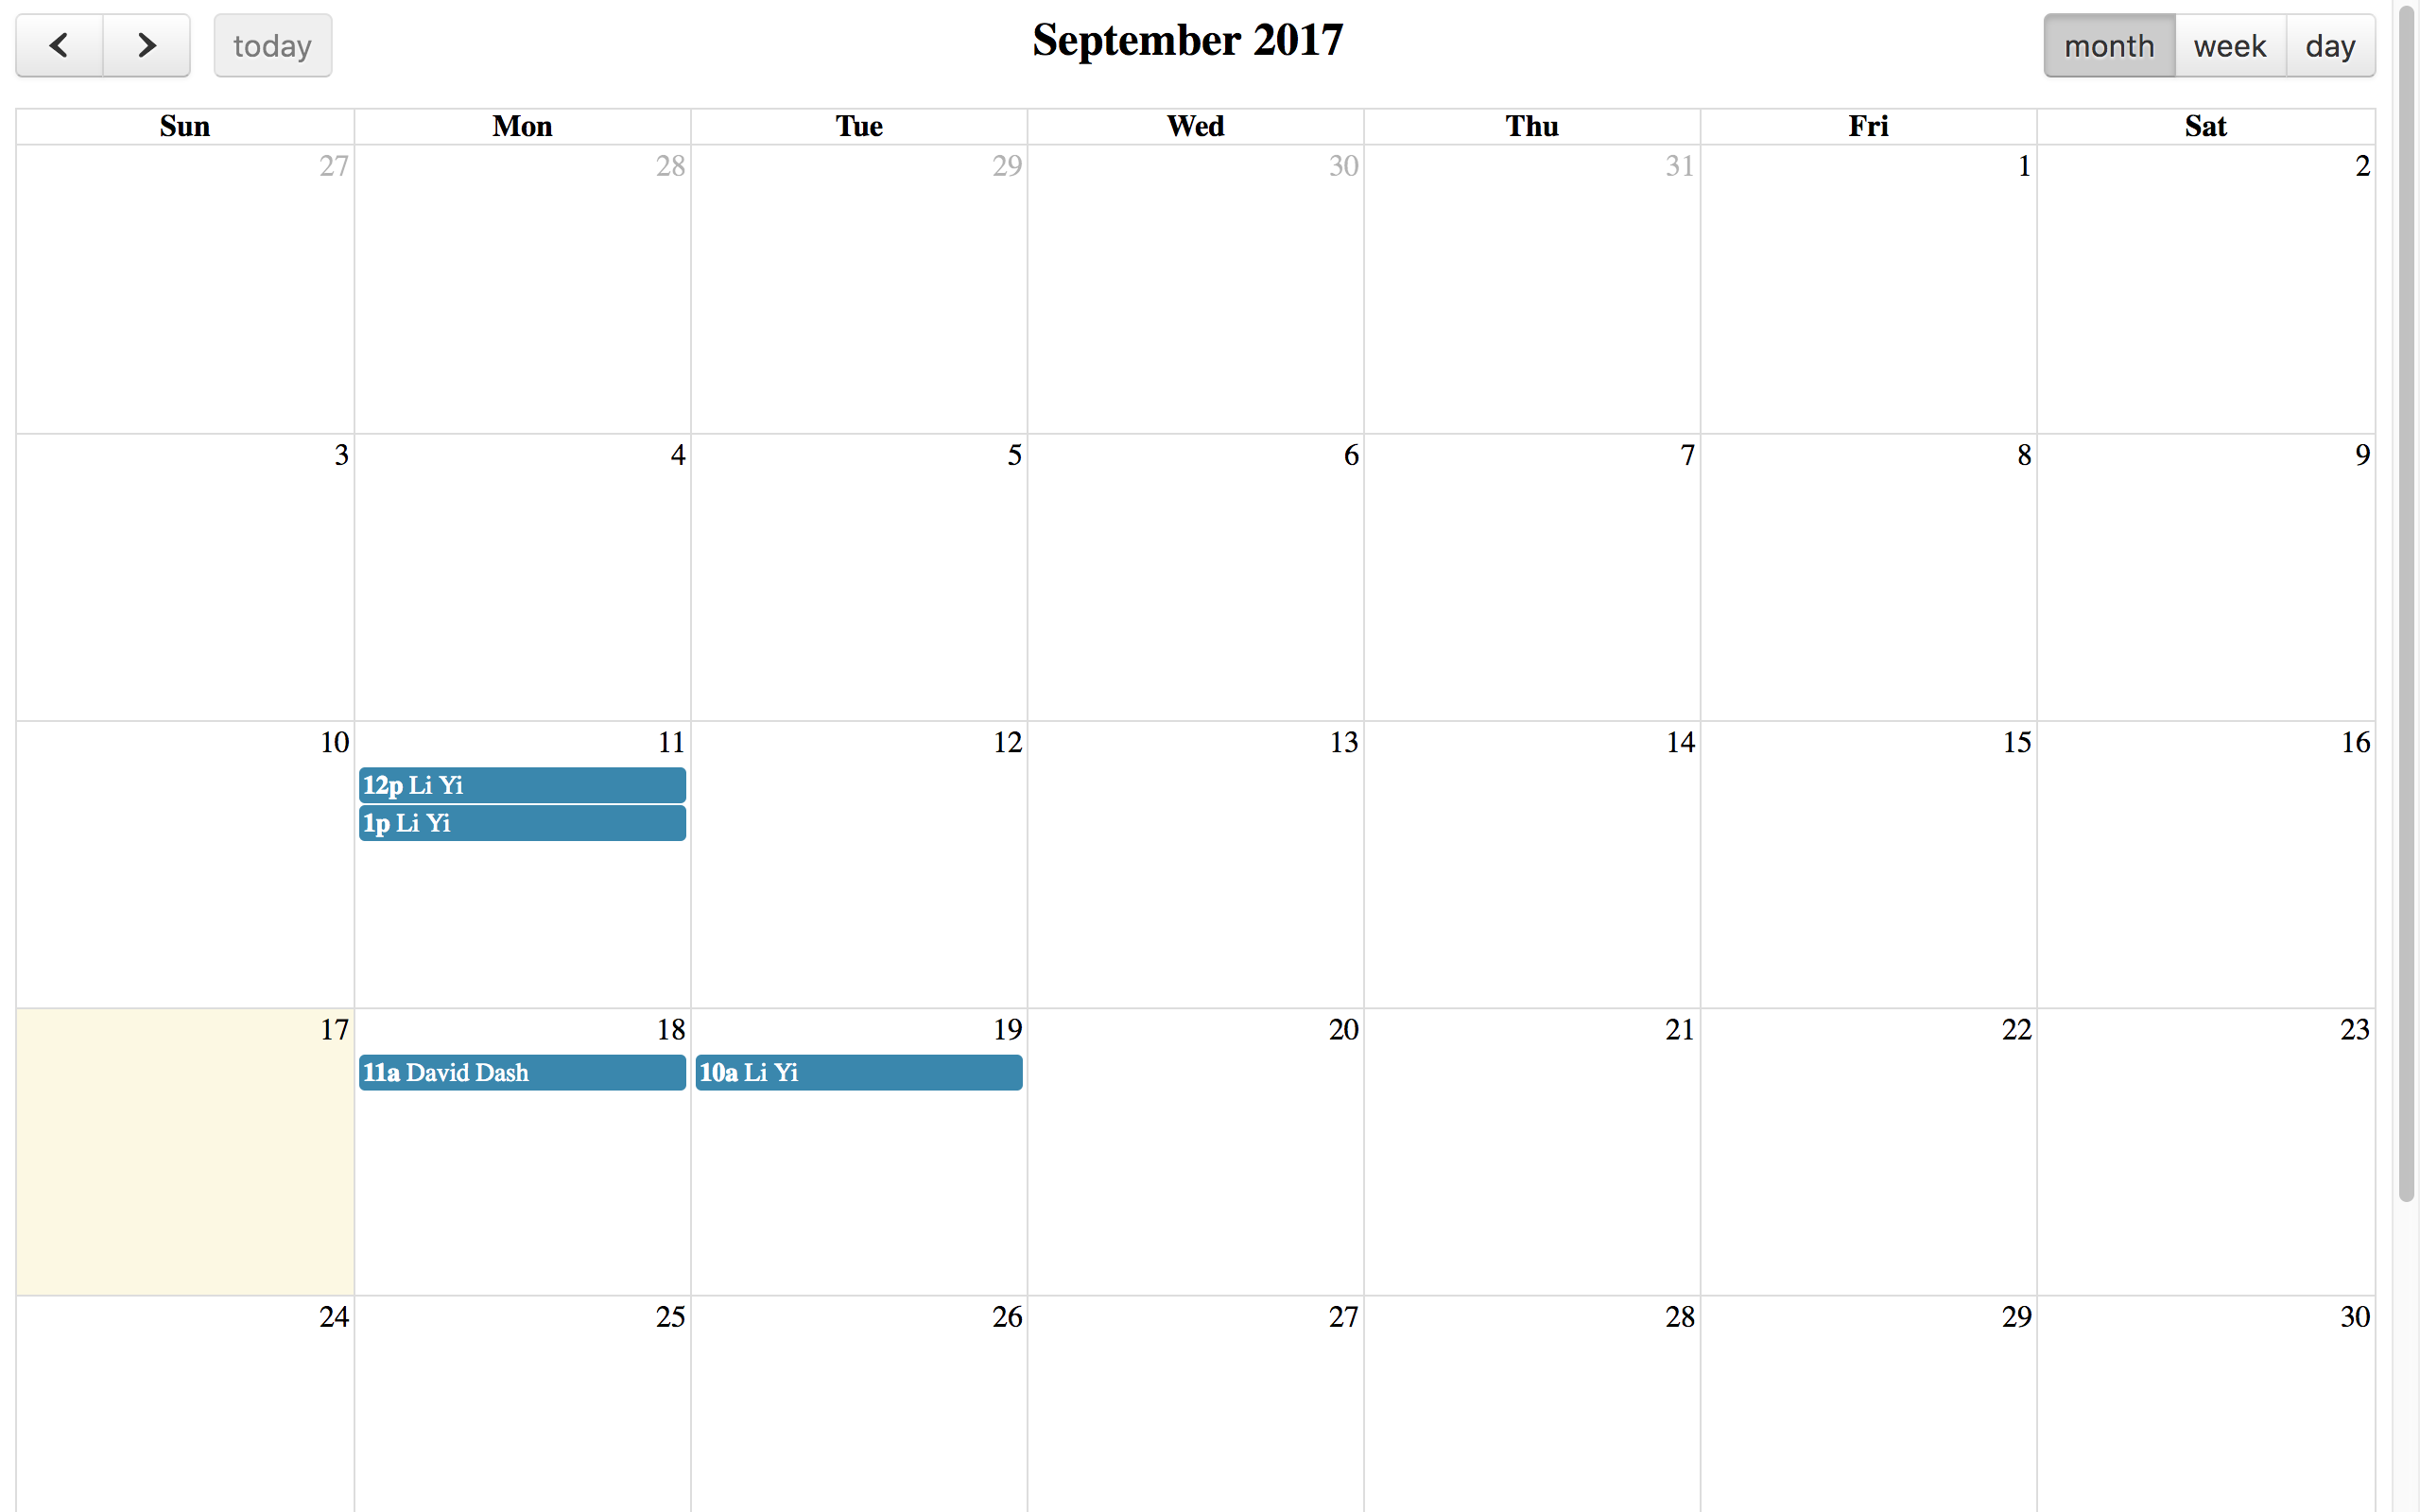 today September 2017 month week day
Sun Mon Tue Wed Thu Fri Sat
27 28 29 30 31 1 2
3 4 5 6 7 8 9
10 11 12 13 14 15 16
12p Li Yi
1p Li Yi
17 18 19 20 21 22 23
11a David Dash 10a Li Yi
24 25 26 27 28 29 30